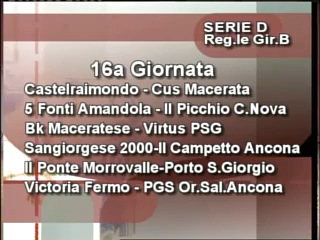 SERIE D
Reg.le Gir.B
16a Giornata
Castelraimondo - Cus Macerata
5 Fonti Amandola - Il Picchio C.Nova
Bk Maceratese - Virtus PSG
Sangiorgese 2000-Il Campetto Ancona
Il Ponte Morrovalle-Porto S.Giorgio
Victoria Fermo - PGS Or.Sal.Ancona